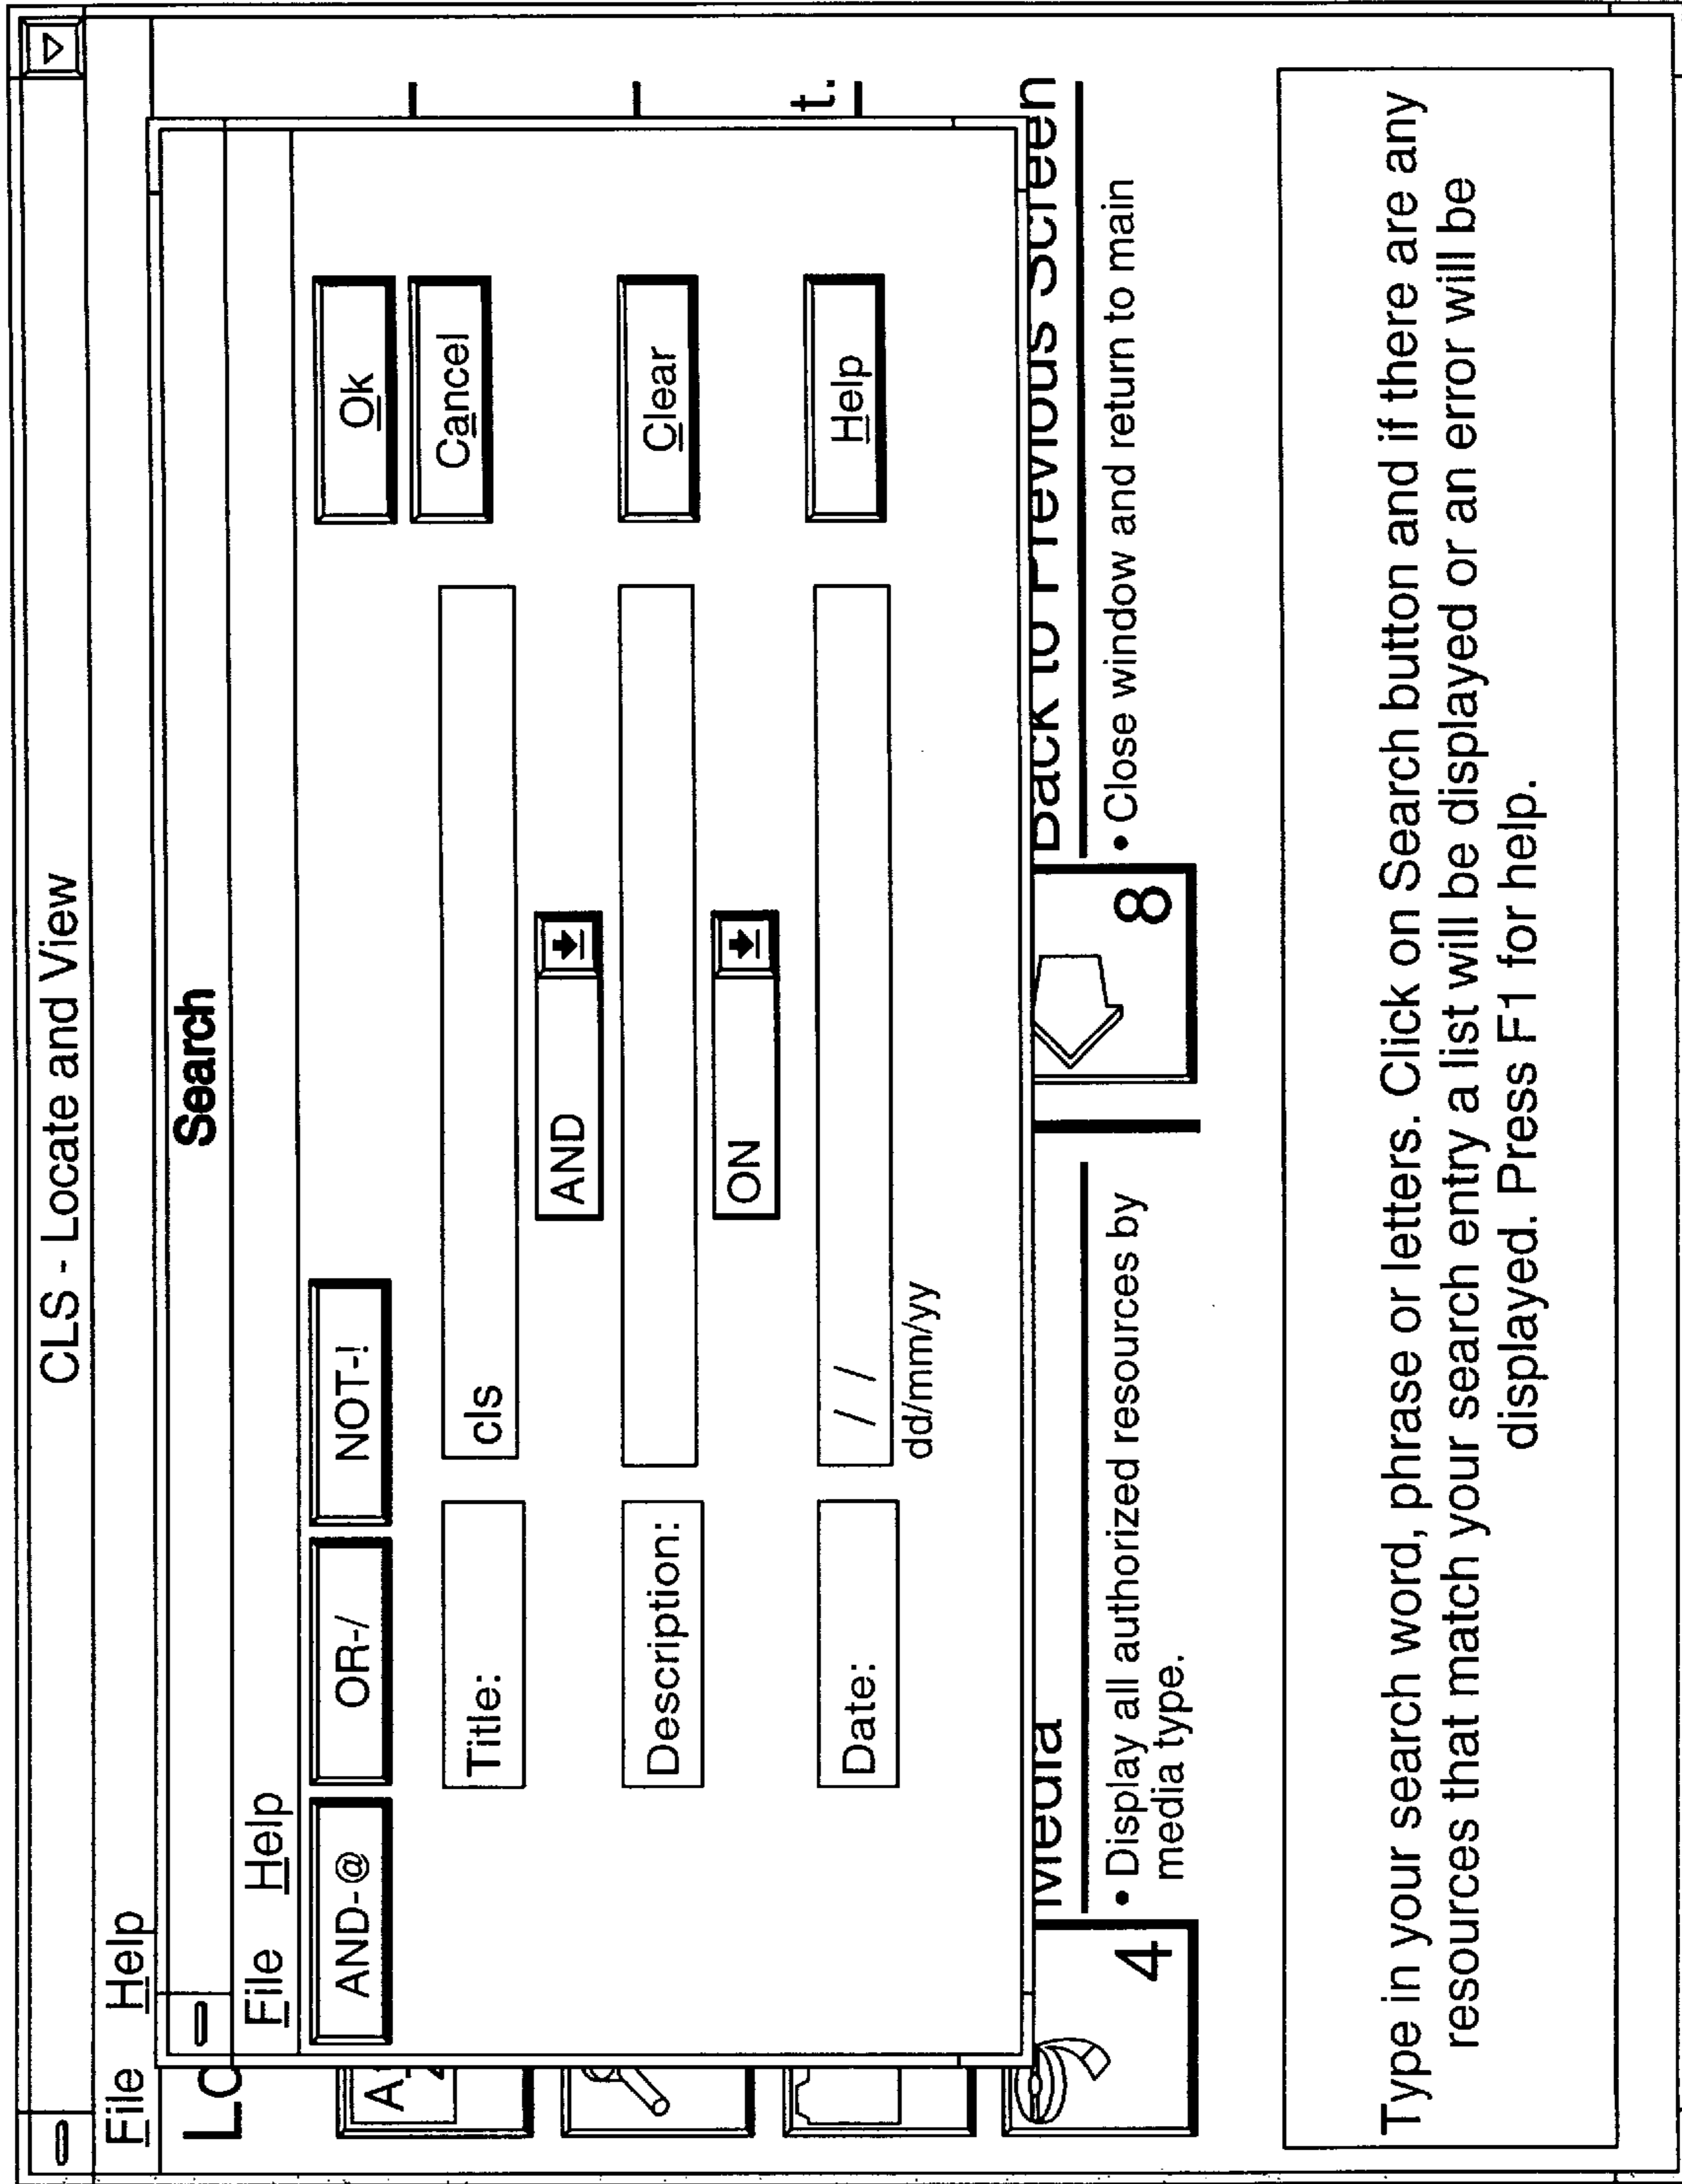 CLS - Locate and View
File Help
Search
File Help
AND-@ OR-/ NOT-! Ok
Cancel
Title: cls
AND
Description: Clear
ON
Date: / / Help
dd/mm/yy
t.
4
Media
• Display all authorized resources by
media type.
8
Back to Previous Screen
• Close window and return to main
Type in your search word, phrase or letters. Click on Search button and if there are any
resources that match your search entry a list will be displayed or an error will be
displayed. Press F1 for help.